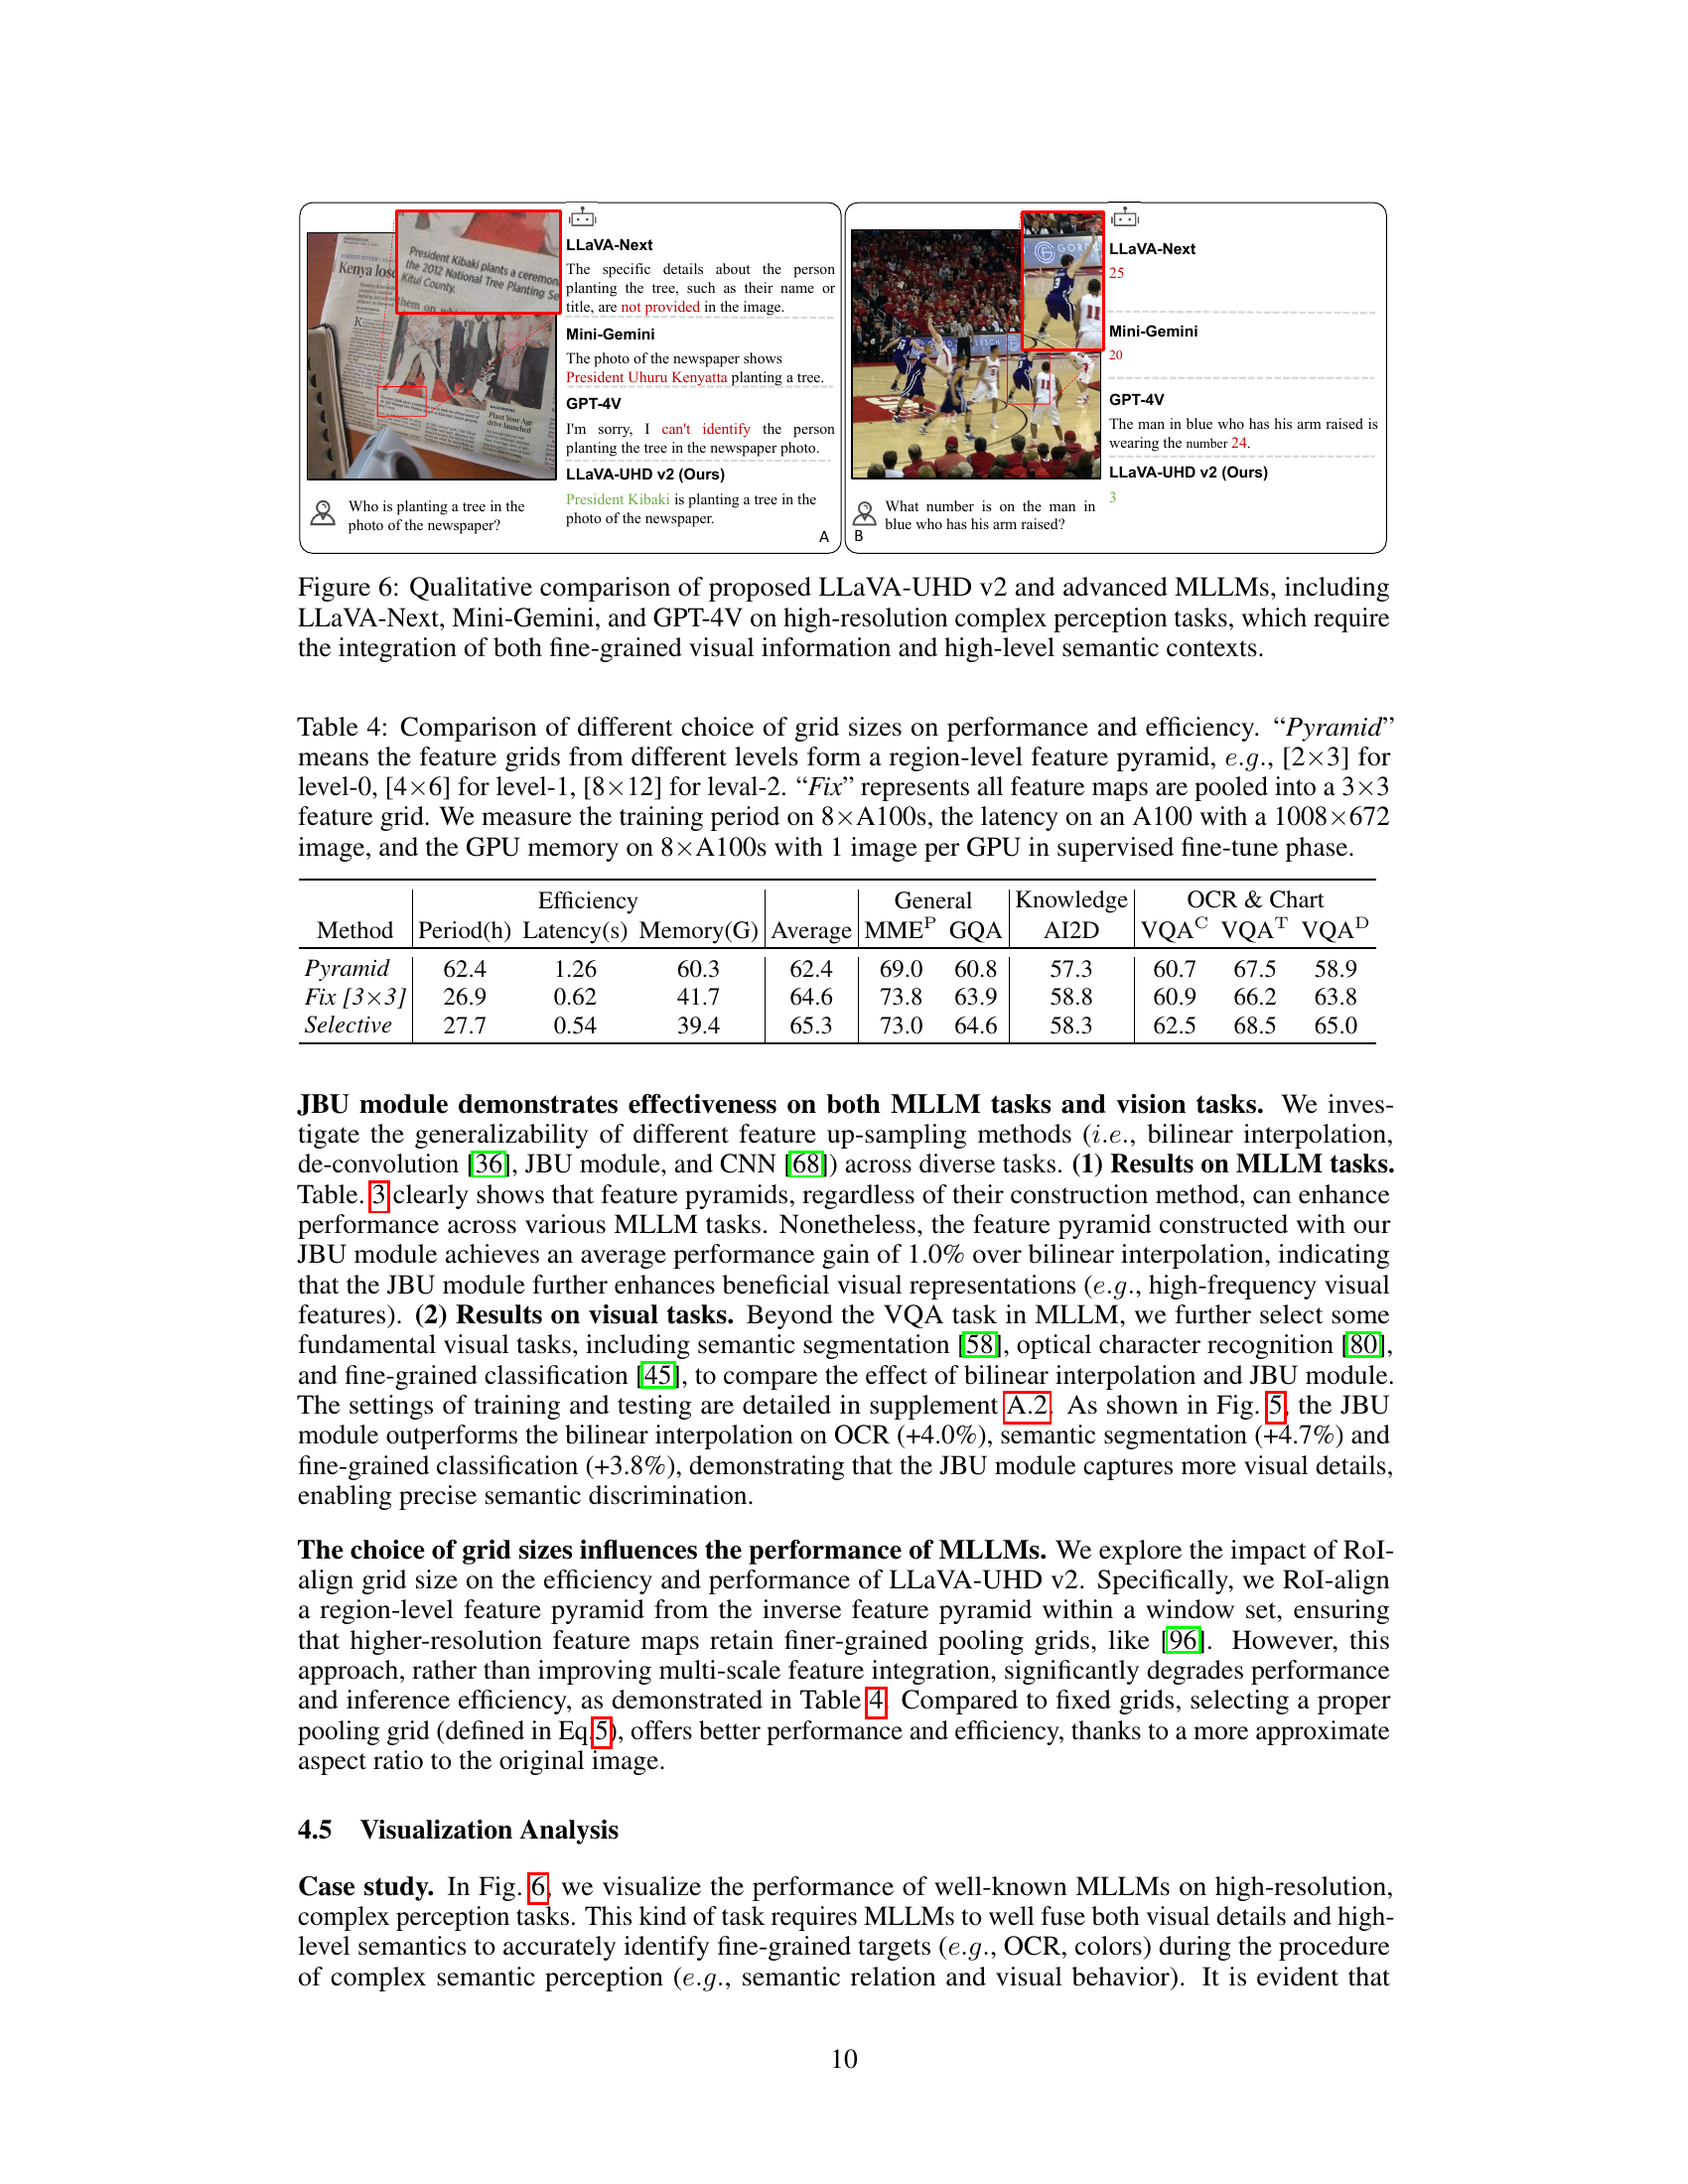 President Kibaki plants a ceremon
the 2012 National Tree Planting Se
Kitui County.
Kenya lose
them on
Plant Your Age
drive launched
LLaVA-Next
The specific details about the person
planting the tree, such as their name or
title, are not provided in the image.
Mini-Gemini
The photo of the newspaper shows
President Uhuru Kenyatta planting a tree.
GPT-4V
I'm sorry, I can't identify the person
planting the tree in the newspaper photo.
LLaVA-UHD v2 (Ours)
President Kibaki is planting a tree in the
photo of the newspaper.
Who is planting a tree in the
photo of the newspaper?
A
GORD
3
11
LESCH
11
LLaVA-Next
25
Mini-Gemini
20
GPT-4V
The man in blue who has his arm raised is
wearing the number 24.
LLaVA-UHD v2 (Ours)
3
What number is on the man in
blue who has his arm raised?
B
Figure 6: Qualitative comparison of proposed LLaVA-UHD v2 and advanced MLLMs, including
LLaVA-Next, Mini-Gemini, and GPT-4V on high-resolution complex perception tasks, which require
the integration of both fine-grained visual information and high-level semantic contexts.
Table 4: Comparison of different choice of grid sizes on performance and efficiency. “Pyramid”
means the feature grids from different levels form a region-level feature pyramid, e.g., [2×3] for
level-0, [4×6] for level-1, [8×12] for leval-2. “Fix” represents all feature maps are pooled into a 3×3
feature grid. We measure the training period on 8×A100s, the latency on an A100 with a 1008×672
image, and the GPU memory on 8×A100s with 1 image per GPU in supervised fine-tune phase.
Efficiency General Knowledge OCR & Chart
Method Period(h) Latency(s) Memory(G) Average MME^P GQA AI2D VQA^C VQA^T VQA^D
Pyramid 62.4 1.26 60.3 62.4 69.0 60.8 57.3 60.7 67.5 58.9
Fix [3×3] 26.9 0.62 41.7 64.6 73.8 63.9 58.8 60.9 66.2 63.8
Selective 27.7 0.54 39.4 65.3 73.0 64.6 58.3 62.5 68.5 65.0
JBU module demonstrates effectiveness on both MLLM tasks and vision tasks. We inves-
tigate the generalizability of different feature up-sampling methods (i.e., bilinear interpolation,
de-convolution [36], JBU module, and CNN [68]) across diverse tasks. (1) Results on MLLM tasks.
Table. 3 clearly shows that feature pyramids, regardless of their construction method, can enhance
performance across various MLLM tasks. Nonetheless, the feature pyramid constructed with our
JBU module achieves an average performance gain of 1.0% over bilinear interpolation, indicating
that the JBU module further enhances beneficial visual representations (e.g., high-frequency visual
features). (2) Results on visual tasks. Beyond the VQA task in MLLM, we further select some
fundamental visual tasks, including semantic segmentation [58], optical character recognition [80],
and fine-grained classification [45], to compare the effect of bilinear interpolation and JBU module.
The settings of training and testing are detailed in supplement A.2. As shown in Fig. 5, the JBU
module outperforms the bilinear interpolation on OCR (+4.0%), semantic segmentation (+4.7%) and
fine-grained classification (+3.8%), demonstrating that the JBU module captures more visual details,
enabling precise semantic discrimination.
The choice of grid sizes influences the performance of MLLMs. We explore the impact of RoI-
align grid size on the efficiency and performance of LLaVA-UHD v2. Specifically, we RoI-align
a region-level feature pyramid from the inverse feature pyramid within a window set, ensuring
that higher-resolution feature maps retain finer-grained pooling grids, like [96]. However, this
approach, rather than improving multi-scale feature integration, significantly degrades performance
and inference efficiency, as demonstrated in Table 4. Compared to fixed grids, selecting a proper
pooling grid (defined in Eq.5), offers better performance and efficiency, thanks to a more approximate
aspect ratio to the original image.
4.5 Visualization Analysis
Case study. In Fig. 6, we visualize the performance of well-known MLLMs on high-resolution,
complex perception tasks. This kind of task requires MLLMs to well fuse both visual details and high-
level semantics to accurately identify fine-grained targets (e.g., OCR, colors) during the procedure
of complex semantic perception (e.g., semantic relation and visual behavior). It is evident that
10